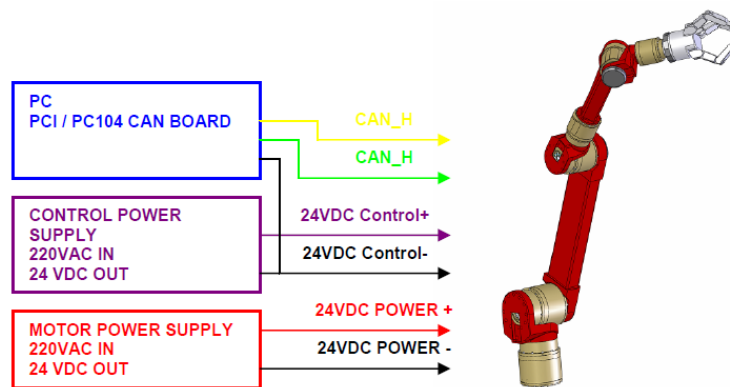 PC
PCI / PC104 CAN BOARD
CAN_H
CAN_H
CONTROL POWER
SUPPLY
220VAC IN
24 VDC OUT
24VDC Control+
24VDC Control-
MOTOR POWER SUPPLY
220VAC IN
24 VDC OUT
24VDC POWER +
24VDC POWER -